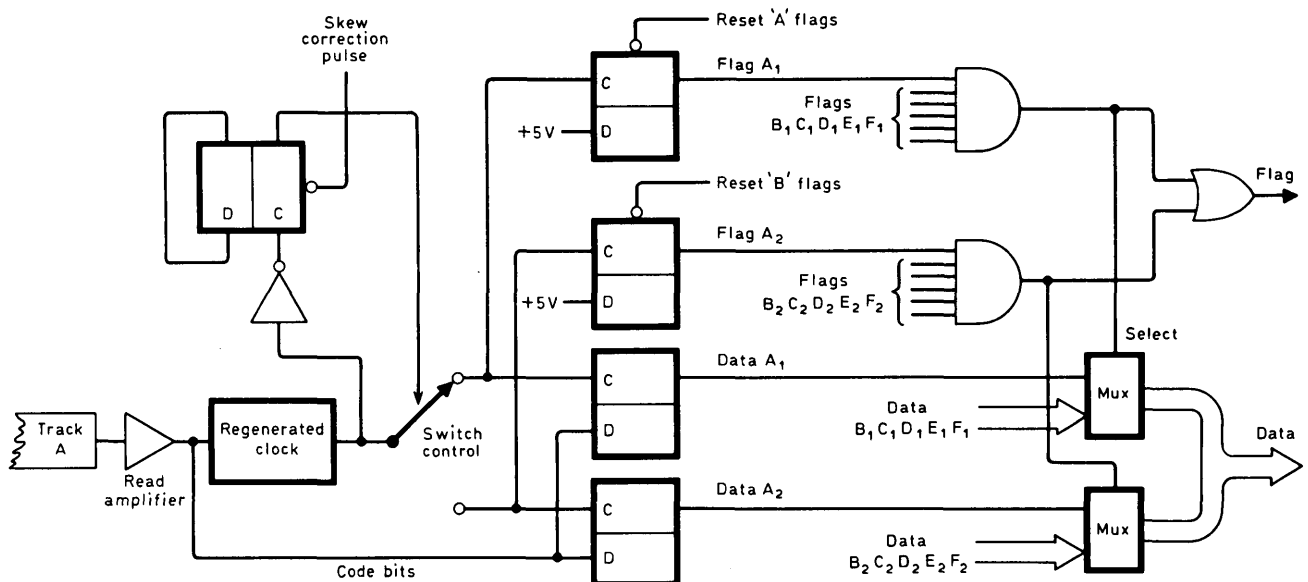 Skew
correction
pulse
Reset 'A' flags
C
D
+5V
Flag A₁
Flags
B₁ C₁ D₁ E₁ F₁
D
C
Reset 'B' flags
C
D
+5V
Flag A₂
Flags
B₂ C₂ D₂ E₂ F₂
Flag
Select
Track
A
Read
amplifier
Regenerated
clock
Switch
control
C
D
Data A₁
Data
B₁ C₁ D₁ E₁ F₁
Mux
Data
C
D
Data A₂
Data
B₂ C₂ D₂ E₂ F₂
Mux
Code bits